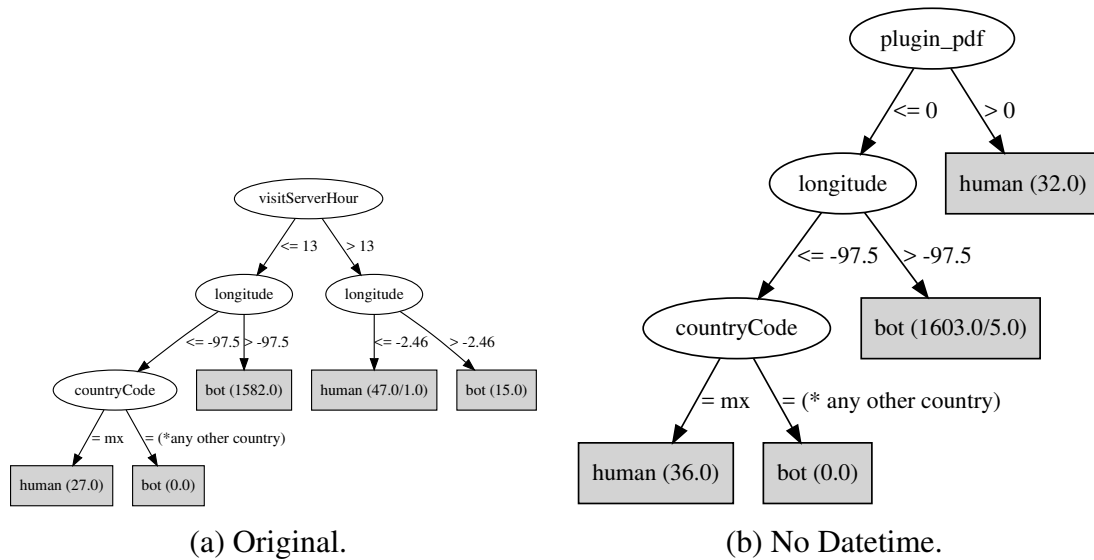 visitServerHour
<= 13
> 13
longitude
longitude
<= -97.5
> -97.5
<= -2.46
> -2.46
countryCode
bot (1582.0)
human (47.0/1.0)
bot (15.0)
= mx
= (*any other country)
human (27.0)
bot (0.0)
(a) Original.
plugin_pdf
<= 0
> 0
longitude
human (32.0)
<= -97.5
> -97.5
countryCode
bot (1603.0/5.0)
= mx
= (* any other country)
human (36.0)
bot (0.0)
(b) No Datetime.